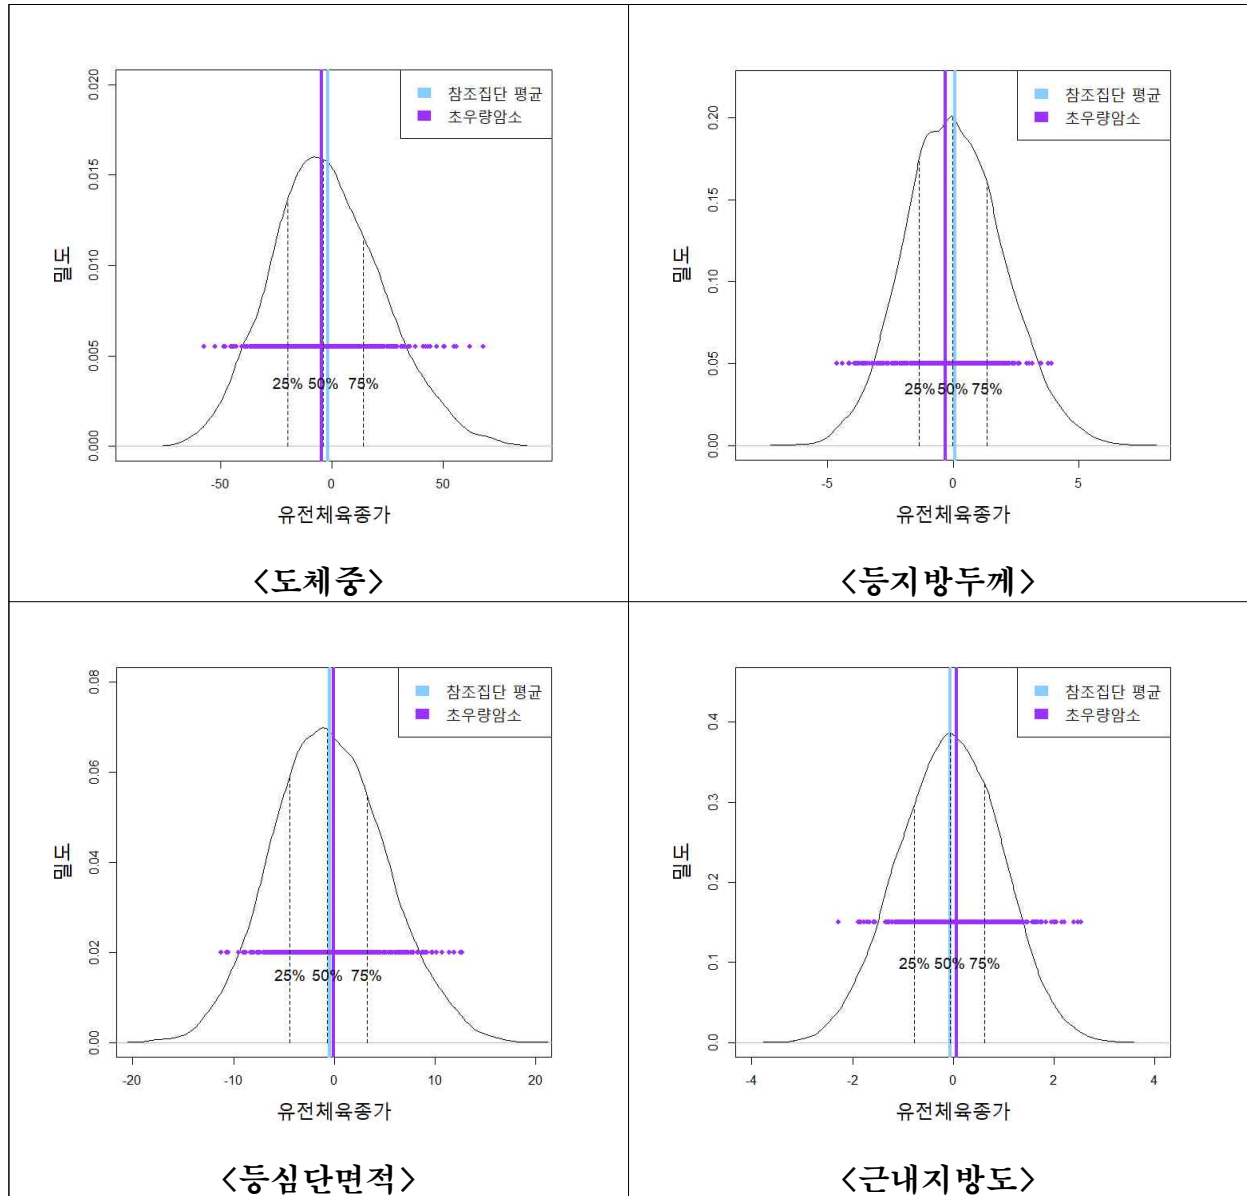 0.020
0.015
0.010
0.005
0.000
밀도
참조집단 평균
초우량암소
25% 50% 75%
-50 0 50
유전체육종가
<도체중>
0.20
0.15
0.10
0.05
0.00
밀도
참조집단 평균
초우량암소
25% 50% 75%
-5 0 5
유전체육종가
<등지방두께>
0.08
0.06
0.04
0.02
0.00
밀도
참조집단 평균
초우량암소
25% 50% 75%
-20 -10 0 10 20
유전체육종가
<등심단면적>
0.4
0.3
0.2
0.1
0.0
밀도
참조집단 평균
초우량암소
25% 50% 75%
-4 -2 0 2 4
유전체육종가
<근내지방도>